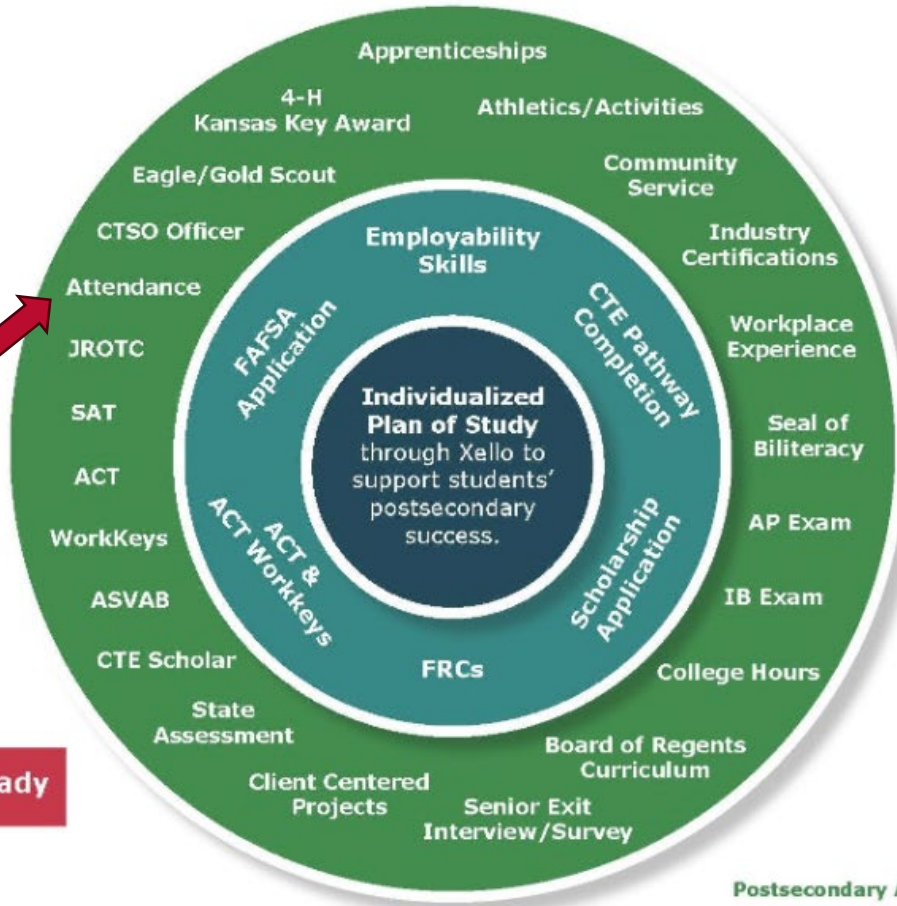 Apprenticeships
4-H
Kansas Key Award
Athletics/Activities
Eagle/Gold Scout
Community
Service
CTSO Officer
Industry
Certifications
Attendance
JROTC
Workplace
Experience
SAT
Seal of
Biliteracy
ACT
AP Exam
WorkKeys
IB Exam
ASVAB
College Hours
CTE Scholar
Board of Regents
Curriculum
State
Assessment
Client Centered
Projects
Senior Exit
Interview/Survey
Employability
Skills
CTE Pathway
Completion
Scholarship
Application
FRCs
ACT &
ACT Workkeys
FAFSA
Application
Individualized
Plan of Study
through Xello to
support students'
postsecondary
success.
Postsecondary